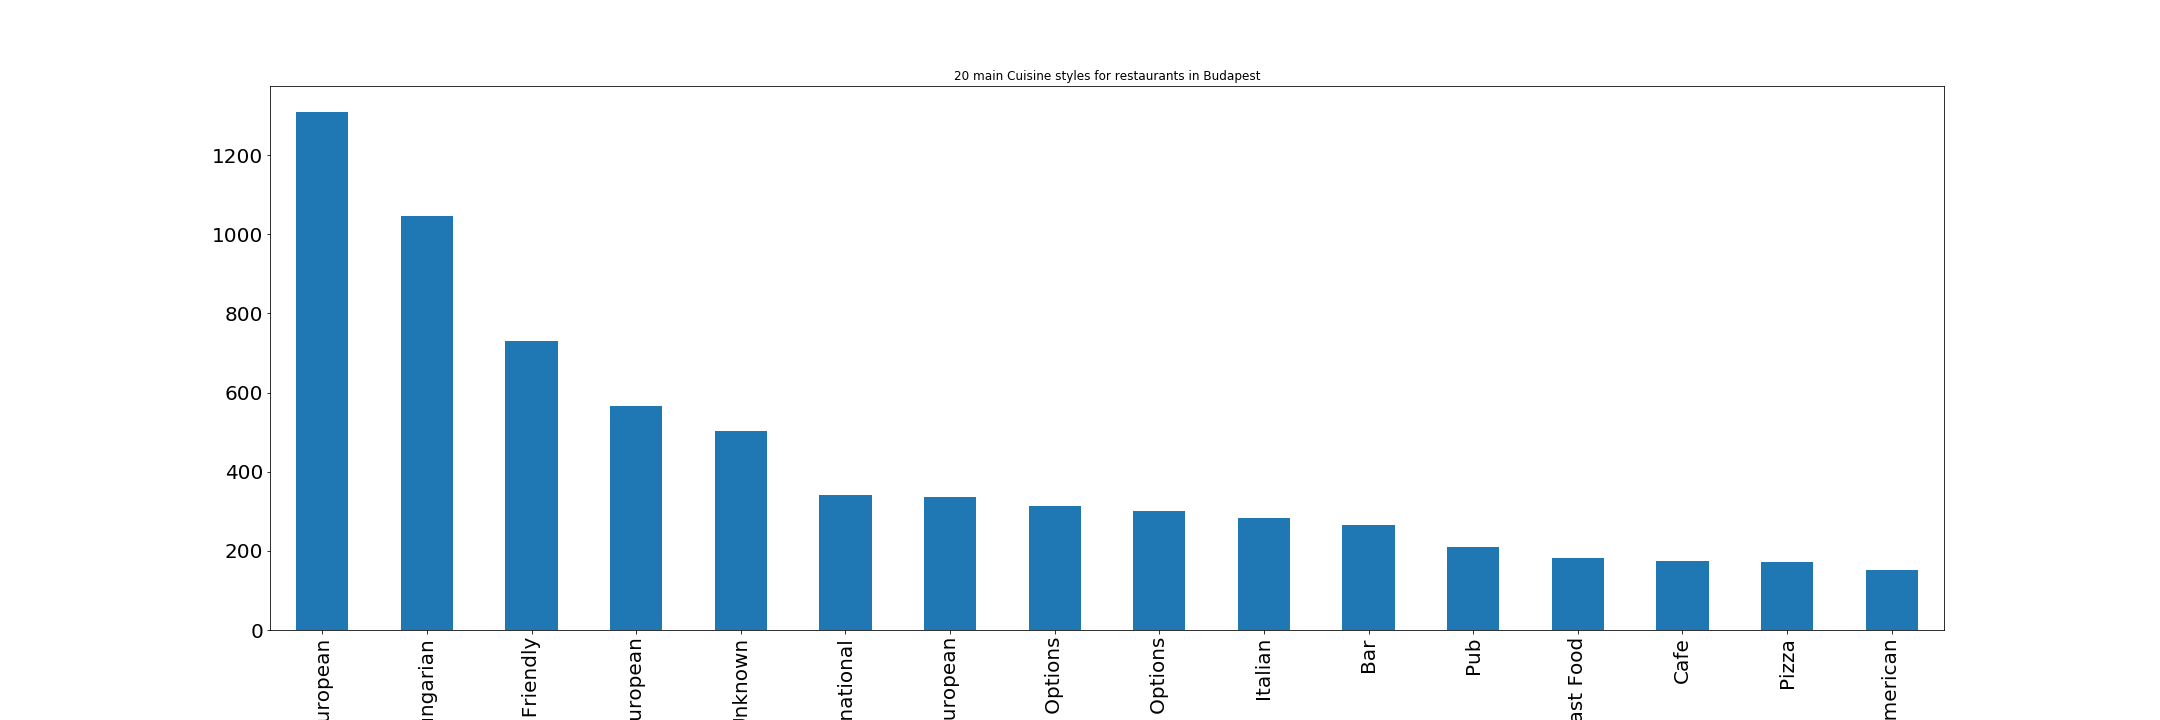 20 main Cuisine styles for restaurants in Budapest
1200
1000
800
600
400
200
0
uropean
ngarian
Friendly
uropean
nknown
national
uropean
Options
Options
Italian
Bar
Pub
ast Food
Cafe
Pizza
merican